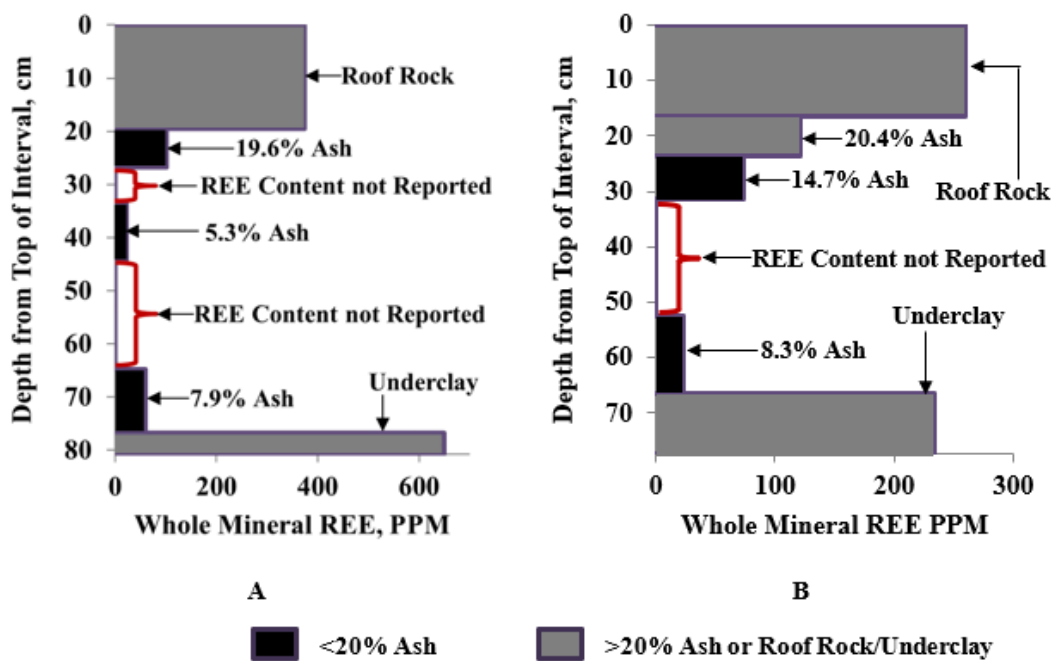 Depth from Top of Interval, cm
0
10
20
30
40
50
60
70
80
Roof Rock
19.6% Ash
REE Content not Reported
5.3% Ash
REE Content not Reported
Underclay
7.9% Ash
0 200 400 600
Whole Mineral REE, PPM
A
Depth from Top of Interval, cm
0
10
20
30
40
50
60
70
20.4% Ash
14.7% Ash
Roof Rock
REE Content not Reported
Underclay
8.3% Ash
0 100 200 300
Whole Mineral REE PPM
B
<20% Ash
>20% Ash or Roof Rock/Underclay